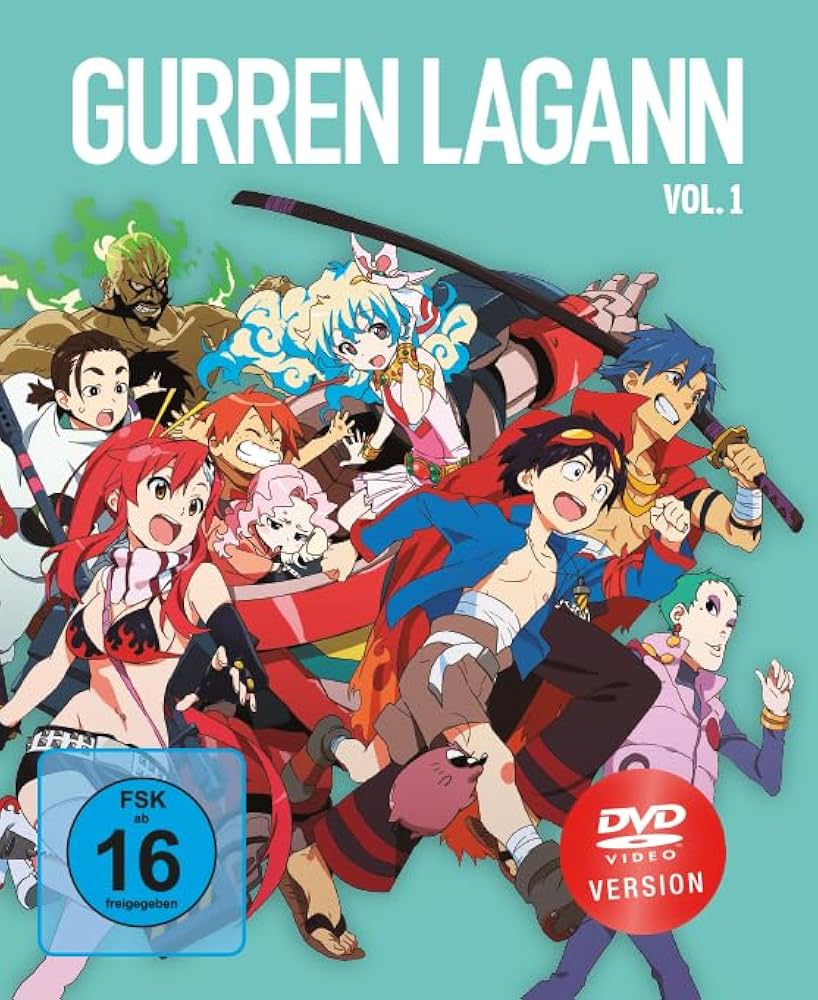 GURREN LAGANN
VOL. 1
FSK
ab
16
freigegeben
DVD
VIDEO
VERSION